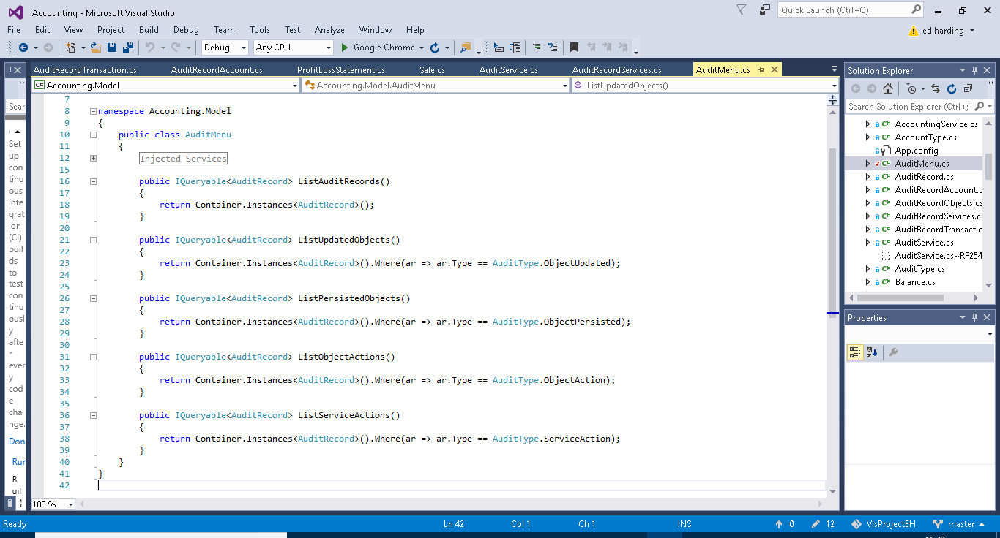 Accounting - Microsoft Visual Studio
Quick Launch (Ctrl+Q)
File Edit View Project Build Debug Team Tools Test Analyze Window Help
ed harding
Debug Any CPU Google Chrome
AuditRecordTransaction.cs AuditRecordAccount.cs ProfitLossStatement.cs Sale.cs AuditService.cs AuditRecordServices.cs AuditMenu.cs
C# Accounting.Model Accounting.Model.AuditMenu ListUpdatedObjects()
7
8 namespace Accounting.Model
9 {
10 public class AuditMenu
11 {
12 Injected Services
15
16 public IQueryable<AuditRecord> ListAuditRecords()
17 {
18 return Container.Instances<AuditRecord>();
19 }
20
21 public IQueryable<AuditRecord> ListUpdatedObjects()
22 {
23 return Container.Instances<AuditRecord>().Where(ar => ar.Type == AuditType.ObjectUpdated);
24 }
25
26 public IQueryable<AuditRecord> ListPersistedObjects()
27 {
28 return Container.Instances<AuditRecord>().Where(ar => ar.Type == AuditType.ObjectPersisted);
29 }
30
31 public IQueryable<AuditRecord> ListObjectActions()
32 {
33 return Container.Instances<AuditRecord>().Where(ar => ar.Type == AuditType.ObjectAction);
34 }
35
36 public IQueryable<AuditRecord> ListServiceActions()
37 {
38 return Container.Instances<AuditRecord>().Where(ar => ar.Type == AuditType.ServiceAction);
39 }
40 }
41 }
42
100 %
Sear
Set
up
con
tinu
ous
inte
grat
ion
(CI)
buil
ds
to
test
con
tinu
ousl
y
afte
r
ever
y
cod
e
cha
nge.
Don
Rur
B
uil
Solution Explorer
Search Solution Explorer (Ctrl+;)
C# AccountingService.cs
C# AccountType.cs
App.config
C# AuditMenu.cs
C# AuditRecord.cs
C# AuditRecordAccount.c
C# AuditRecordObjects.cs
C# AuditRecordServices.c
C# AuditRecordTransactio
C# AuditService.cs
AuditService.cs~RF254
C# AuditType.cs
C# Balance.cs
Properties
Ready Ln 42 Col 1 Ch 1 INS 0 12 VisProjectEH master